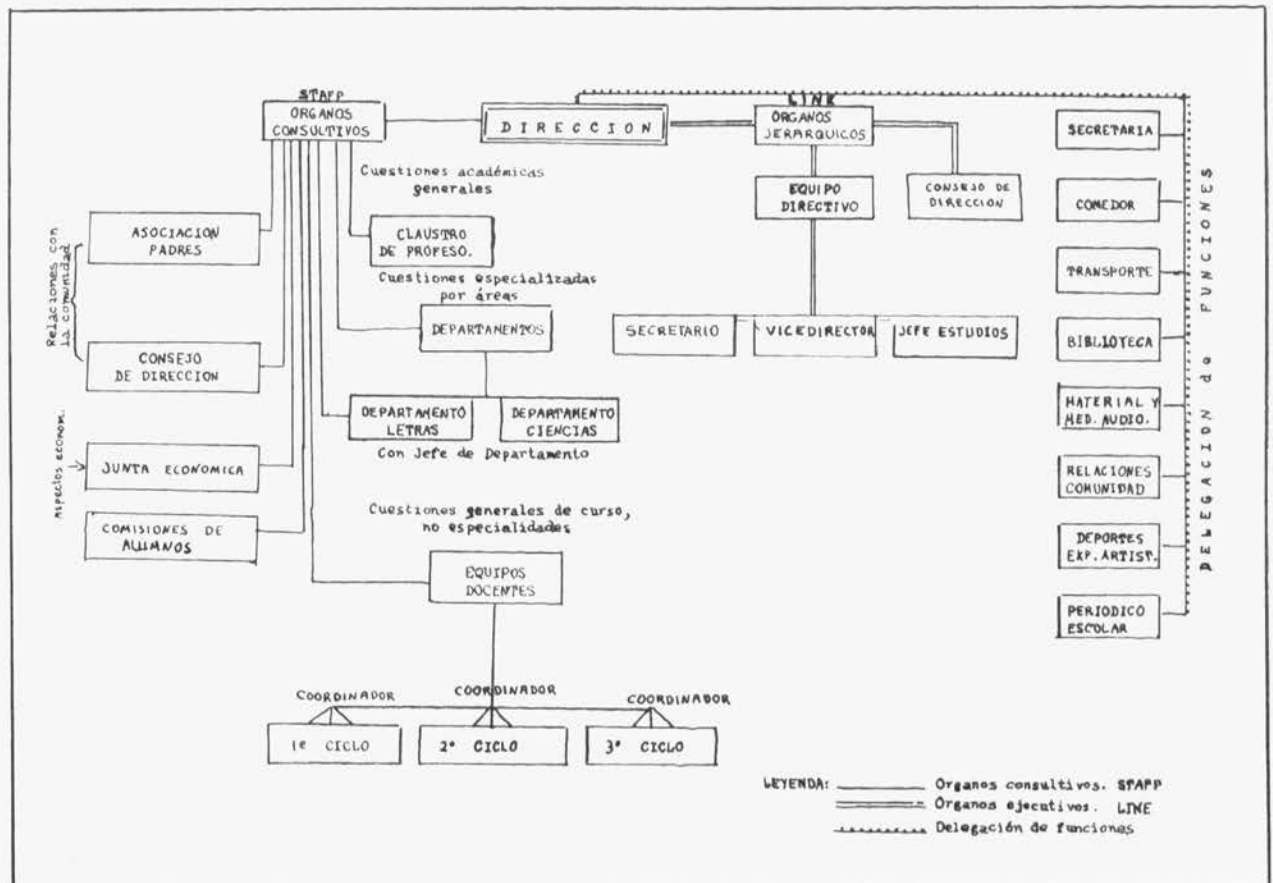 STAFP
ORGANOS
CONSULTIVOS
DIRECCION
LINK
ORGANOS
JERARQUICOS
EQUIPO
DIRECTIVO
CONSEJO DE
DIRECCION
SECRETARIO
VICEDIRECTOR
JEFE ESTUDIOS
Cuestiones académicas
generales
CLAUSTRO
DE PROFESO.
Cuestiones especializadas
por áreas
DEPARTAMENTOS
DEPARTAMENTO
LETRAS
DEPARTAMENTO
CIENCIAS
Con Jefe de Departamento
Cuestiones generales de curso,
no especialidades
EQUIPOS
DOCENTES
COORDINADOR
COORDINADOR
COORDINADOR
1º CICLO
2º CICLO
3º CICLO
Relaciones con
la comunidad
ASOCIACION
PADRES
CONSEJO
DE DIRECCION
Aspectos econom.
JUNTA ECONOMICA
COMISIONES DE
ALUMNOS
SECRETARIA
COMEDOR
TRANSPORTE
BIBLIOTECA
MATERIAL Y
MED. AUDIO.
RELACIONES
COMUNIDAD
DEPORTES
EXP. ARTIST.
PERIODICO
ESCOLAR
DELEGACION de FUNCIONES
LEYENDA:
Organos consultivos. STAFP
Organos ejecutivos. LINE
Delegación de funciones